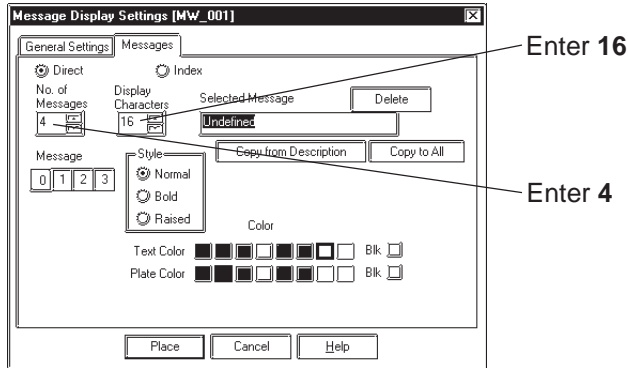 Message Display Settings [MW_001]
General Settings Messages
Enter 16
Direct Index
No. of Messages Display Characters Selected Message Delete
4 16 Undefined
Copy from Description Copy to All
Message Style
0 1 2 3 Normal
Bold
Enter 4
Raised
Color
Text Color Blk
Plate Color Blk
Place Cancel Help